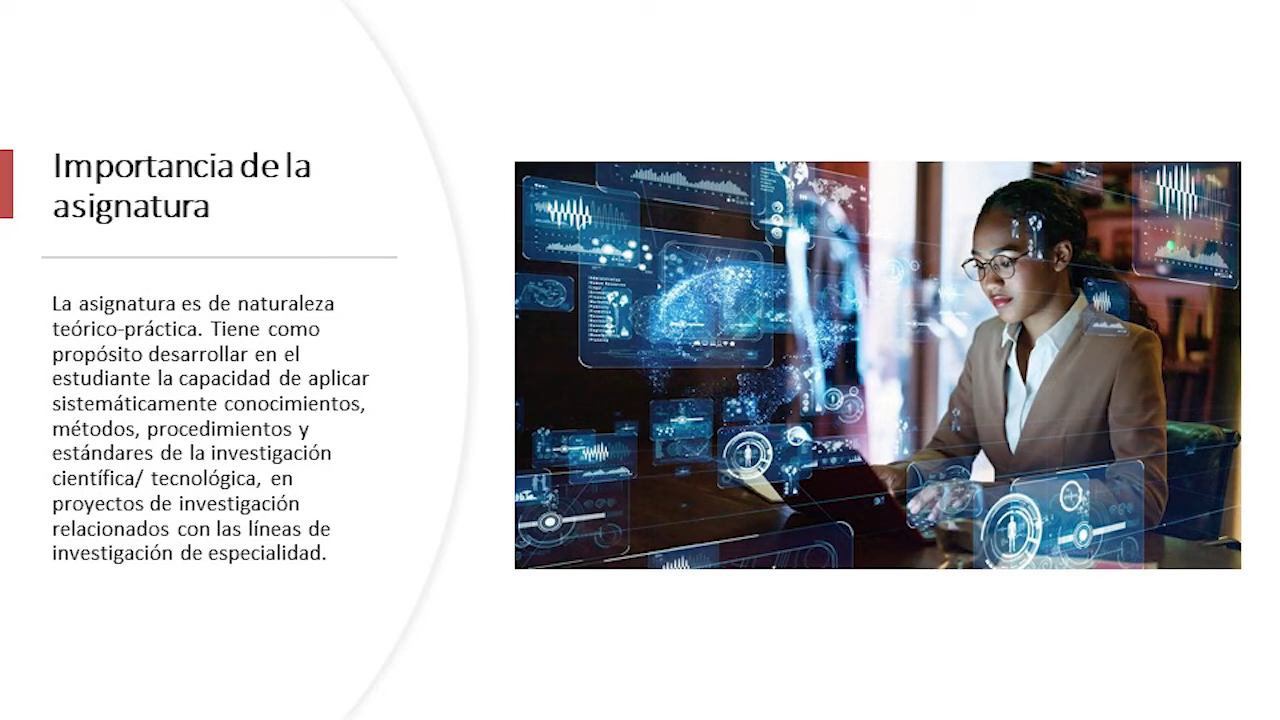 Importancia de la
asignatura
La asignatura es de naturaleza
teórico-práctica. Tiene como
propósito desarrollar en el
estudiante la capacidad de aplicar
sistemáticamente conocimientos,
métodos, procedimientos y
estándares de la investigación
científica/ tecnológica, en
proyectos de investigación
relacionados con las líneas de
investigación de especialidad.